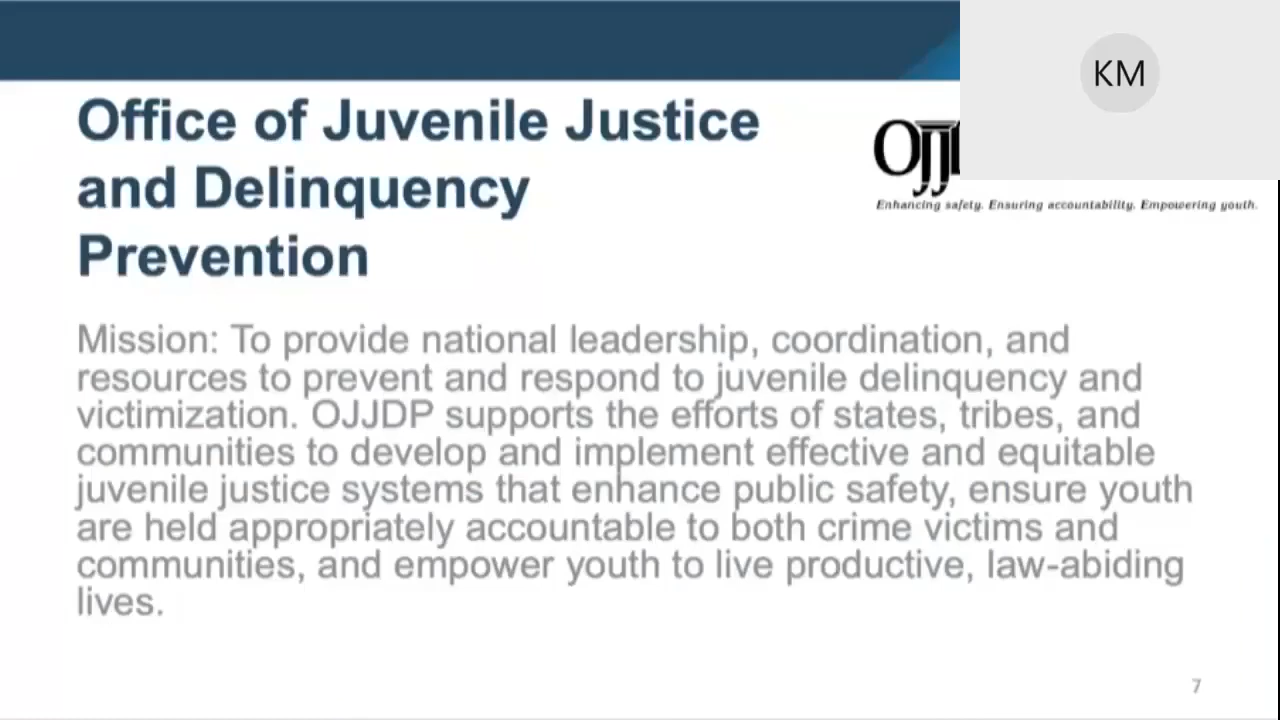 KM
Office of Juvenile Justice
and Delinquency
Prevention
OJJ
Enhancing safety. Ensuring accountability. Empowering youth.
Mission: To provide national leadership, coordination, and
resources to prevent and respond to juvenile delinquency and
victimization. OJJDP supports the efforts of states, tribes, and
communities to develop and implement effective and equitable
juvenile justice systems that enhance public safety, ensure youth
are held appropriately accountable to both crime victims and
communities, and empower youth to live productive, law-abiding
lives.
7